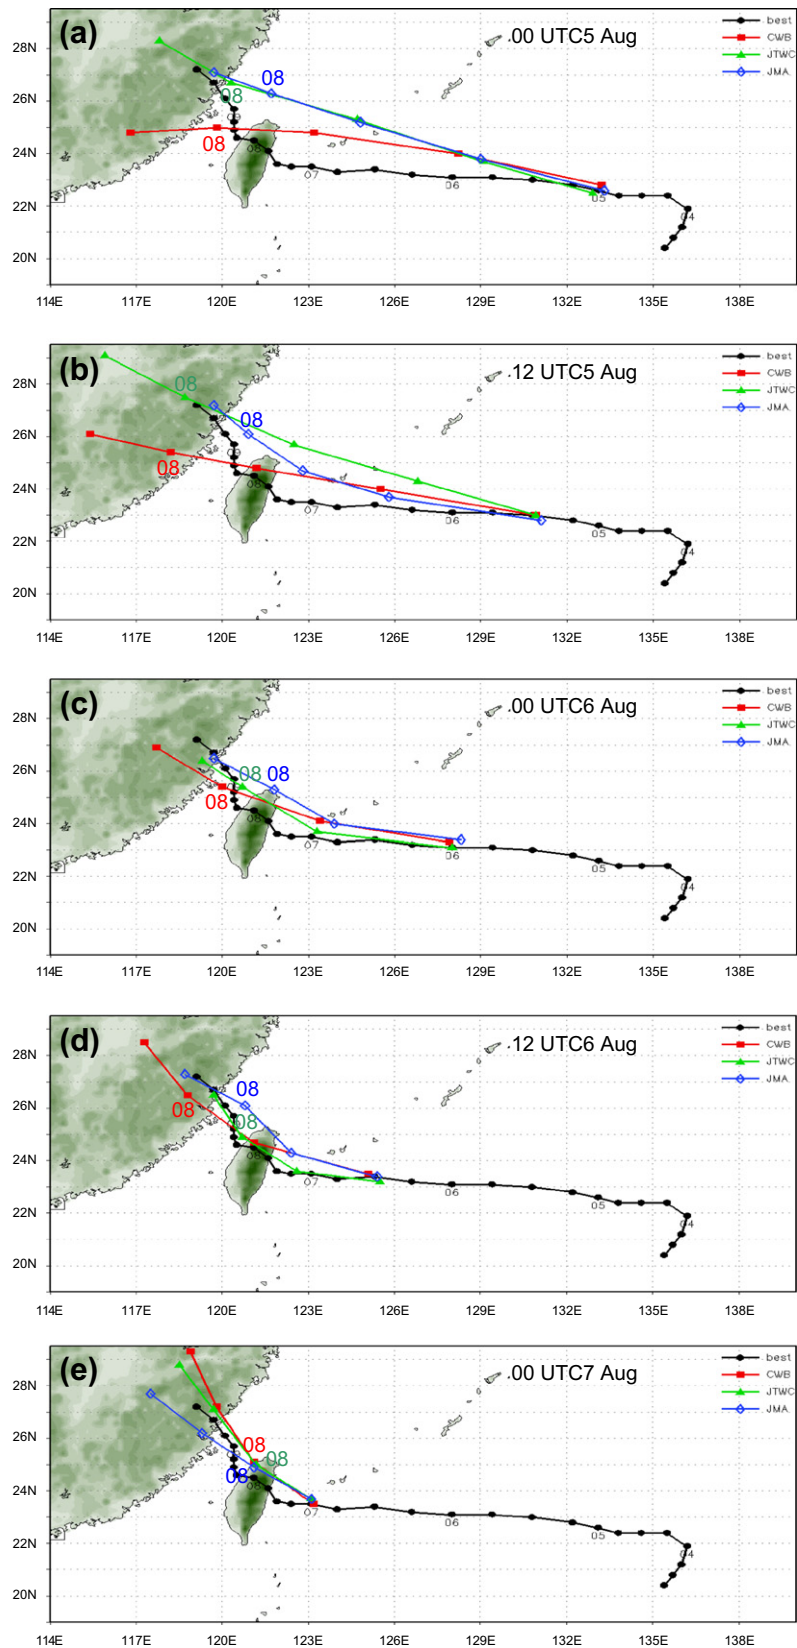 (a)
00 UTC5 Aug
best
CWB
JTWC
JMA
28N
26N
24N
22N
20N
08
08
08
08
07
06
05
04
114E 117E 120E 123E 126E 129E 132E 135E 138E
(b)
12 UTC5 Aug
best
CWB
JTWC
JMA
28N
26N
24N
22N
20N
08
08
08
08
07
06
05
04
114E 117E 120E 123E 126E 129E 132E 135E 138E
(c)
00 UTC6 Aug
best
CWB
JTWC
JMA
28N
26N
24N
22N
20N
08
08
08
08
07
06
05
04
114E 117E 120E 123E 126E 129E 132E 135E 138E
(d)
12 UTC6 Aug
best
CWB
JTWC
JMA
28N
26N
24N
22N
20N
08
08
08
08
07
06
05
04
114E 117E 120E 123E 126E 129E 132E 135E 138E
(e)
00 UTC7 Aug
best
CWB
JTWC
JMA
28N
26N
24N
22N
20N
08
08
08
08
07
06
05
04
114E 117E 120E 123E 126E 129E 132E 135E 138E